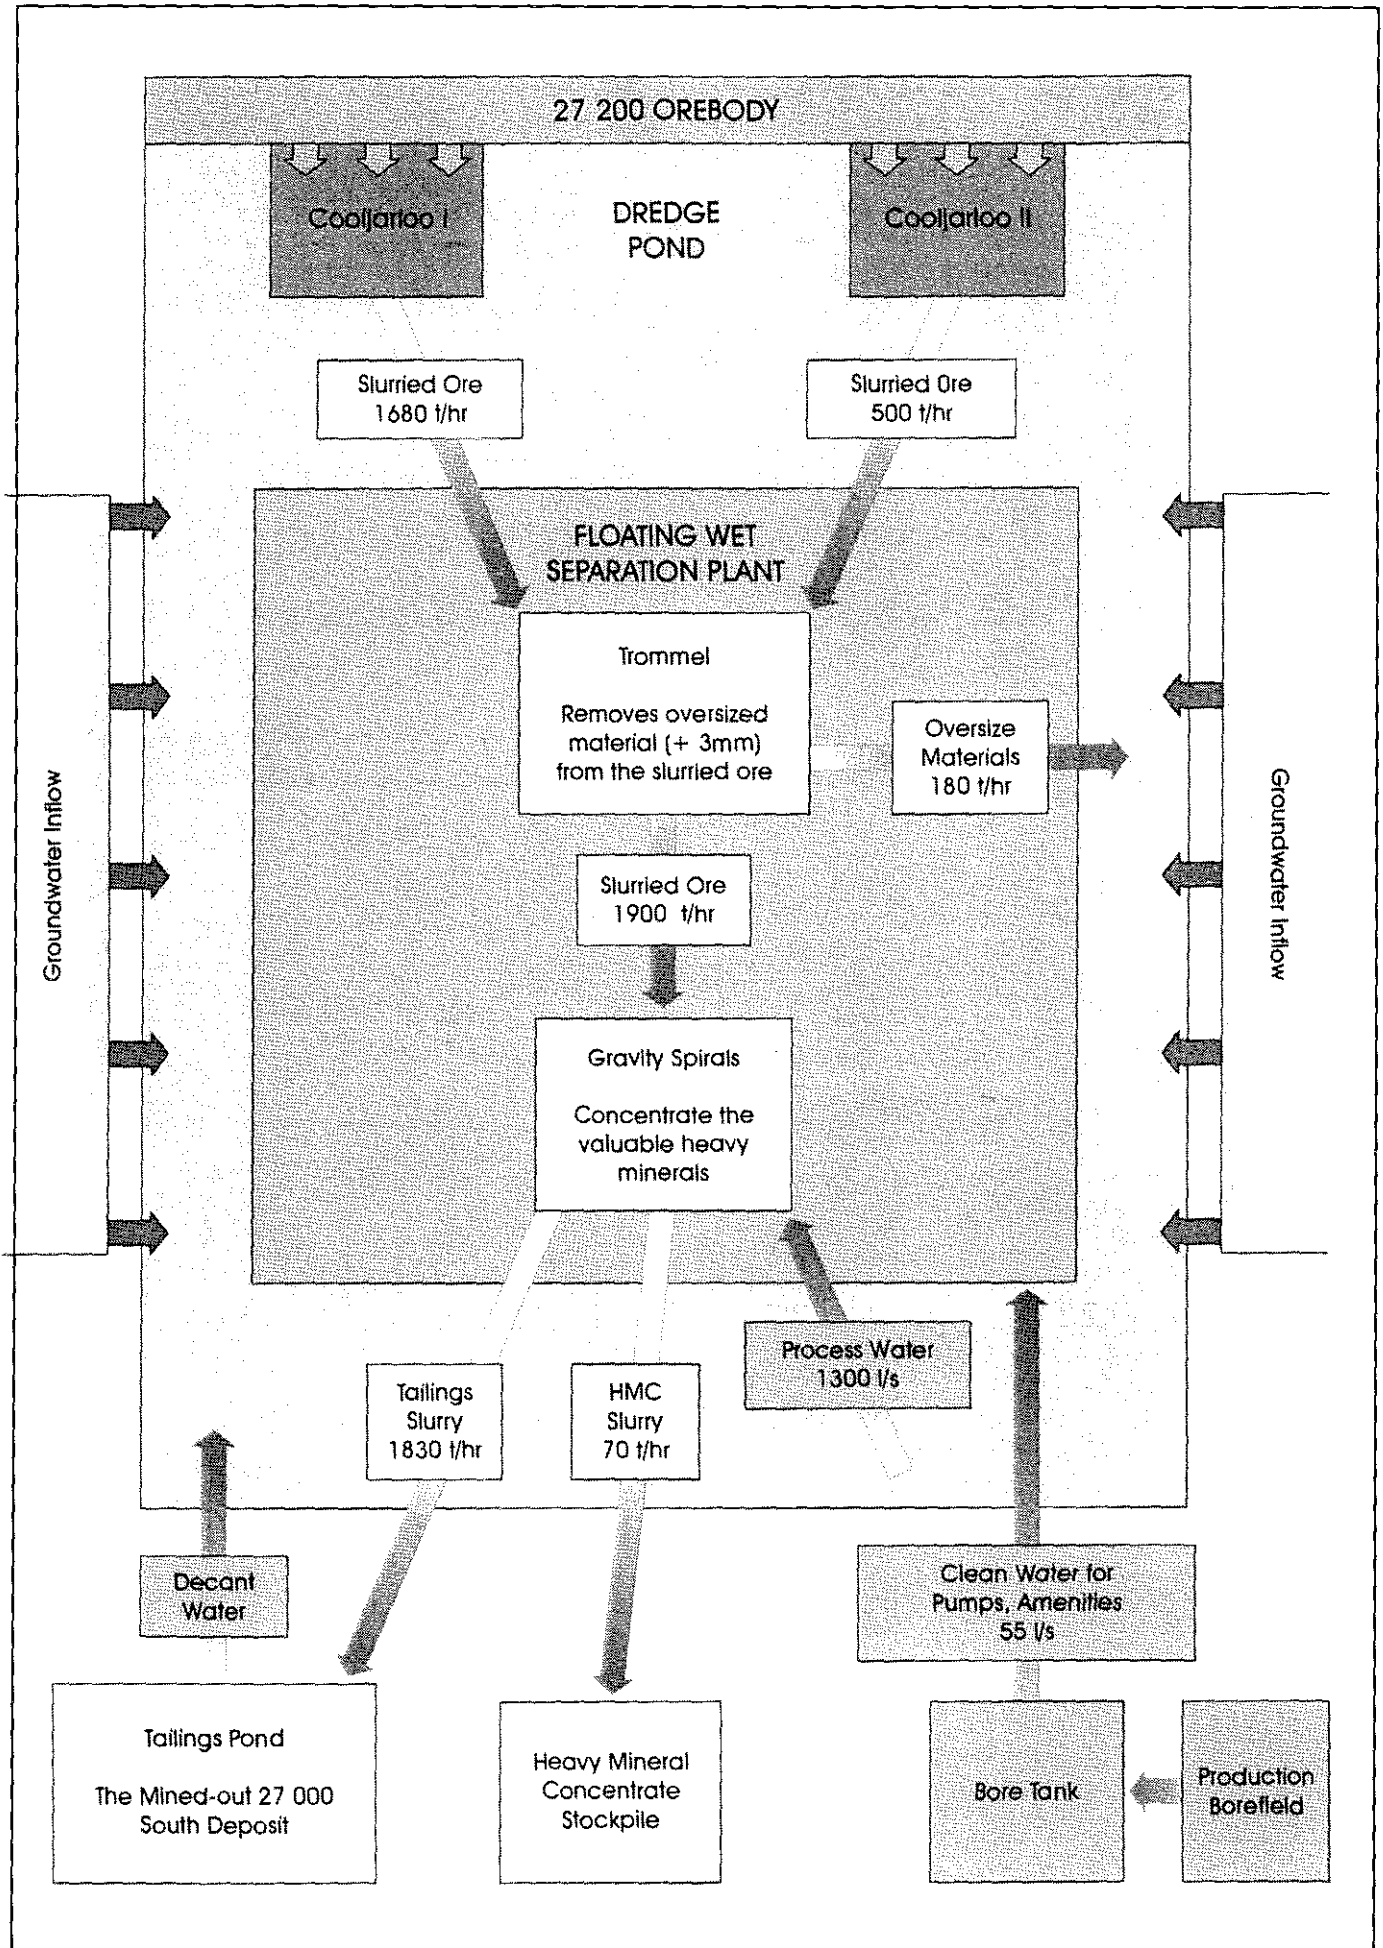 27 200 OREBODY
Cooljarloo I
DREDGE
POND
Cooljarloo II
Slurried Ore
1680 t/hr
Slurried Ore
500 t/hr
FLOATING WET
SEPARATION PLANT
Trommel
Removes oversized
material (+ 3mm)
from the slurried ore
Oversize
Materials
180 t/hr
Groundwater Inflow
Groundwater Inflow
Slurried Ore
1900 t/hr
Gravity Spirals
Concentrate the
valuable heavy
minerals
Process Water
1300 l/s
Tailings
Slurry
1830 t/hr
HMC
Slurry
70 t/hr
Decant
Water
Clean Water for
Pumps, Amenities
55 l/s
Tailings Pond
The Mined-out 27 000
South Deposit
Heavy Mineral
Concentrate
Stockpile
Bore Tank
Production
Borefield